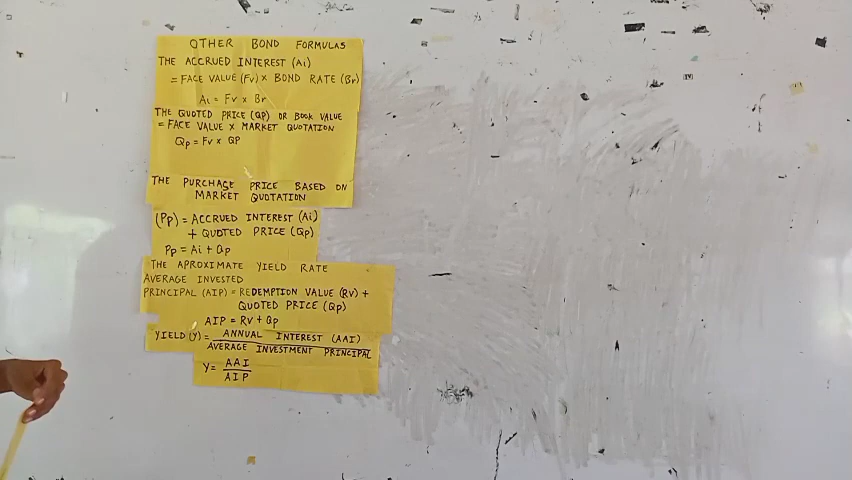 OTHER BOND FORMULAS
THE ACCRUED INTEREST (Ai)
= FACE VALUE (Fv) x BOND RATE (Br)
Ai = Fv x Br
THE QUOTED PRICE (QP) OR BOOK VALUE
= FACE VALUE x MARKET QUOTATION
Qp = Fv x QP
THE PURCHAGE PRICE BASED ON
MARKET QUOTATION
(Pp) = ACCRUED INTEREST (Ai)
+ QUOTED PRICE (Qp)
Pp = Ai + Qp
THE APROXIMATE YIELD RATE
AVERAGE INVESTED
PRINCIPAL (AIP) = REDEMPTION VALUE (Rv) +
QUOTED PRICE (Qp)
AIP = Rv + Qp
YIELD (Y) = ANNUAL INTEREST (AAI)
AVERAGE INVESTMENT PRINCIPAL
Y = AAI
AIP